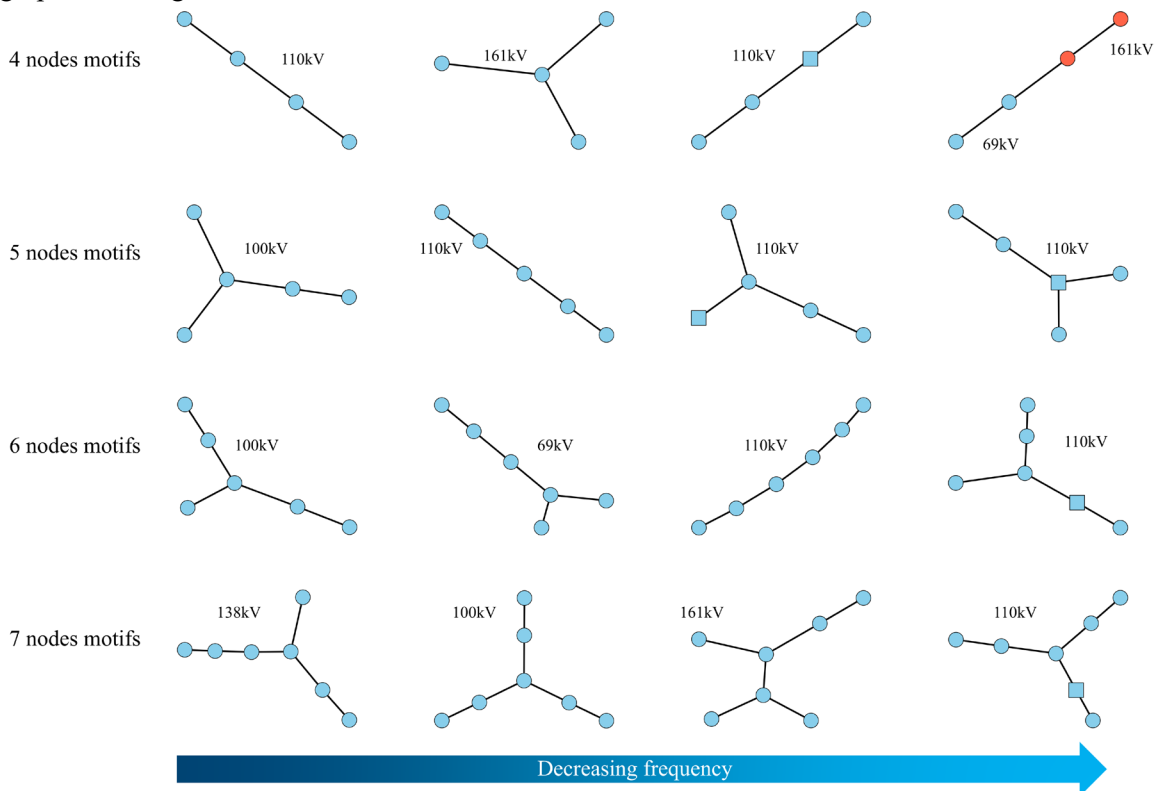 4 nodes motifs
110kV
161kV
110kV
161kV
69kV
5 nodes motifs
100kV
110kV
110kV
110kV
6 nodes motifs
100kV
69kV
110kV
110kV
7 nodes motifs
138kV
100kV
161kV
110kV
Decreasing frequency